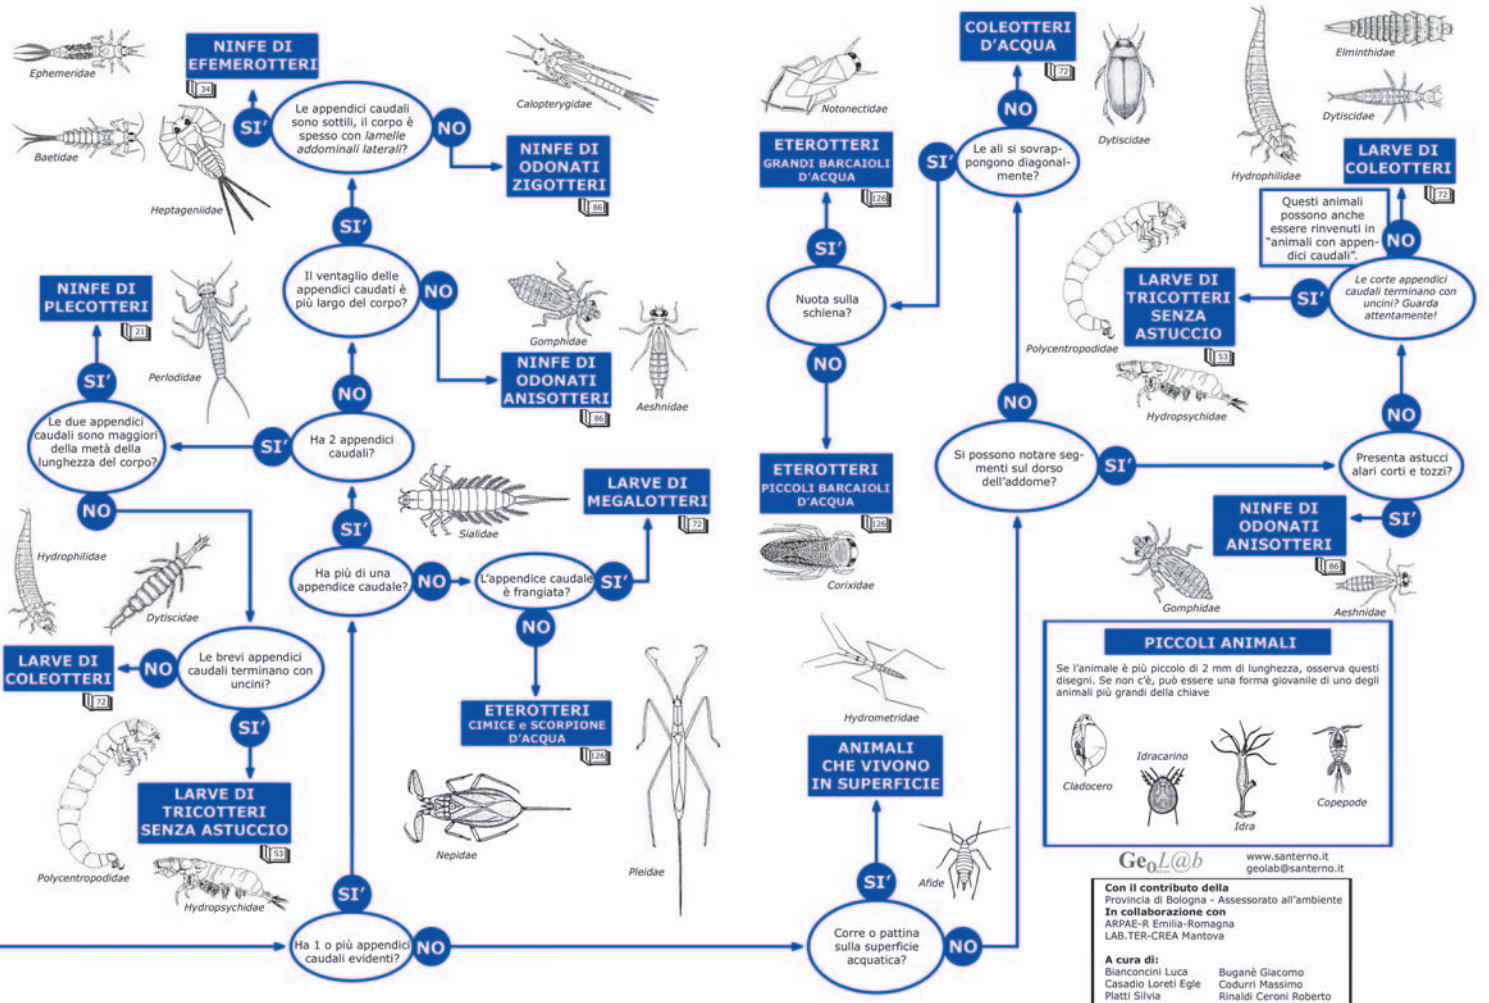 Ephemeridae
NINFE DI
EFEMEROTTERI
34
Baetidae
Heptageniidae
SI'
Le appendici caudali
sono sottili, il corpo è
spesso con lamelle
addominali laterali?
NO
Calopterygidae
NINFE DI
ODONATI
ZIGOTTERI
86
SI'
Il ventaglio delle
appendici caudati è
più largo del corpo?
NO
Gomphidae
Aeshnidae
NINFE DI
ODONATI
ANISOTTERI
86
NINFE DI
PLECOTTERI
21
Perlodidae
SI'
Le due appendici
caudali sono maggiori
della metà della
lunghezza del corpo?
SI'
NO
Ha 2 appendici
caudali?
NO
Hydrophilidae
Dytiscidae
SI'
Sialidae
LARVE DI
MEGALOTTERI
72
Ha più di una
appendice caudale?
NO
L'appendice caudale
è frangiata?
SI'
NO
LARVE DI
COLEOTTERI
72
NO
Le brevi appendici
caudali terminano con
uncini?
SI'
LARVE DI
TRICOTTERI
SENZA ASTUCCIO
53
Polycentropodidae
Hydropsychidae
ETEROTTERI
CIMICE e SCORPIONE
D'ACQUA
126
Nepidae
Pleidae
SI'
Ha 1 o più appendici
caudali evidenti?
NO
Notonectidae
COLEOTTERI
D'ACQUA
72
Dytiscidae
NO
ETEROTTERI
GRANDI BARCAIOLI
D'ACQUA
126
SI'
Le ali si sovrap-
pongono diagonal-
mente?
SI'
Nuota sulla
schiena?
NO
ETEROTTERI
PICCOLI BARCAIOLI
D'ACQUA
126
Corixidae
NO
Si possono notare seg-
menti sul dorso
dell'addome?
SI'
Elminthidae
Dytiscidae
Hydrophilidae
LARVE DI
COLEOTTERI
72
Questi animali
possono anche
essere rinvenuti in
"animali con appen-
dici caudali".
NO
Polycentropodidae
LARVE DI
TRICOTTERI
SENZA
ASTUCCIO
53
SI'
Le corte appendici
caudali terminano con
uncini? Guarda
attentamente!
Hydropsychidae
NO
Presenta astucci
alari corti e tozzi?
SI'
NINFE DI
ODONATI
ANISOTTERI
86
Gomphidae
Aeshnidae
Hydrometridae
ANIMALI
CHE VIVONO
IN SUPERFICIE
SI'
Afide
Corre o pattina
sulla superficie
acquatica?
NO
PICCOLI ANIMALI
Se l'animale è più piccolo di 2 mm di lunghezza, osserva questi
disegni. Se non c'è, può essere una forma giovanile di uno degli
animali più grandi della chiave
Cladocero
Idracarino
Idra
Copepode
GeoL@b
www.santerno.it
geolab@santerno.it
Con il contributo della
Provincia di Bologna - Assessorato all'ambiente
In collaborazione con
ARPAE-R Emilia-Romagna
LAB.TER-CREA Mantova
A cura di:
Bianconcini Luca Buganè Giacomo
Casadio Loreti Egle Codurri Massimo
Platti Silvia Rinaldi Ceroni Roberto